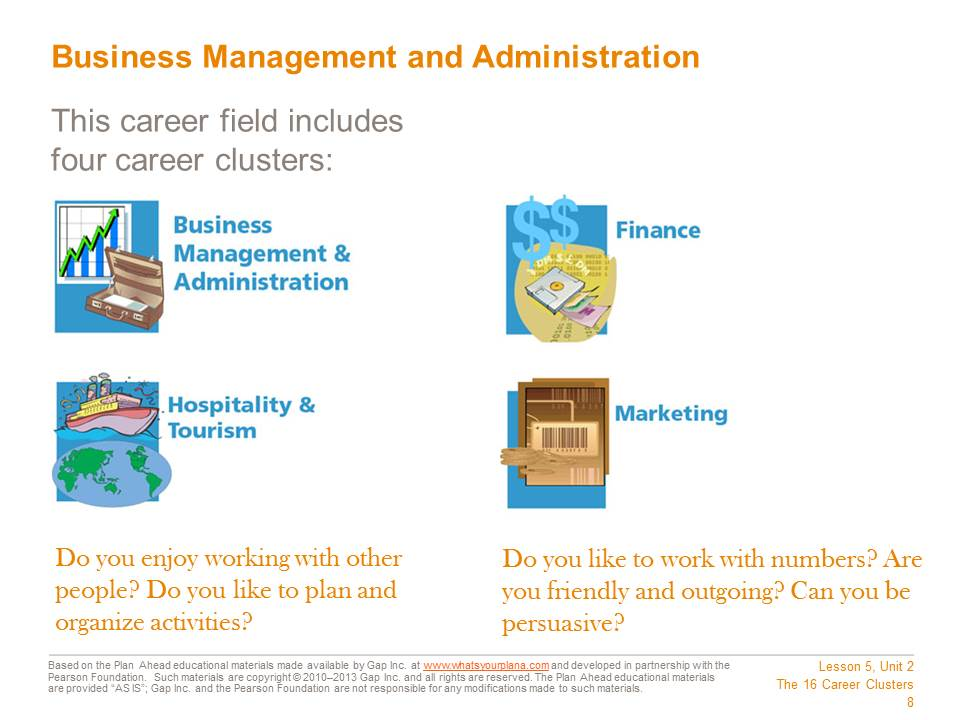 Business Management and Administration
This career field includes
four career clusters:
Business
Management &
Administration
$$
Finance
Hospitality &
Tourism
Marketing
Do you enjoy working with other
people? Do you like to plan and
organize activities?
Do you like to work with numbers? Are
you friendly and outgoing? Can you be
persuasive?
Based on the Plan Ahead educational materials made available by Gap Inc. at www.whatsyourplana.com and developed in partnership with the
Pearson Foundation. Such materials are copyright © 2010–2013 Gap Inc. and all rights are reserved. The Plan Ahead educational materials
are provided “AS IS”; Gap Inc. and the Pearson Foundation are not responsible for any modifications made to such materials.
Lesson 5, Unit 2
The 16 Career Clusters
8